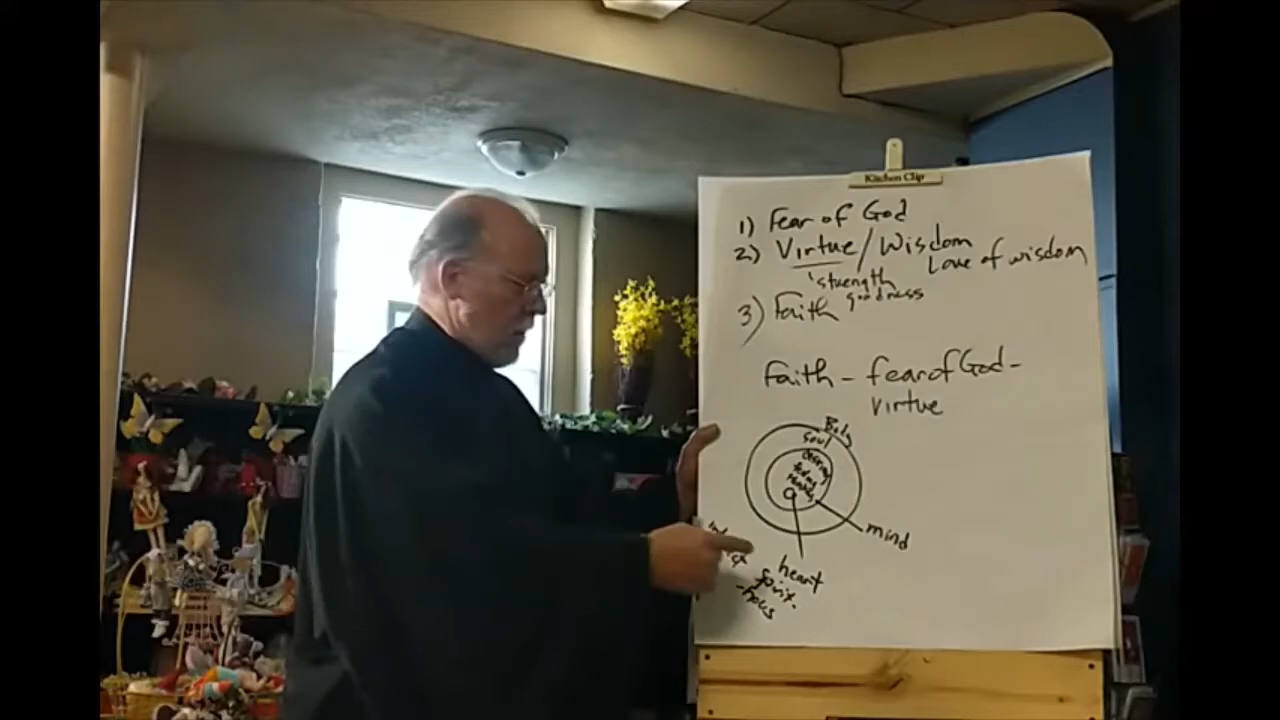 Kitchen Clip
1) Fear of God
2) Virtue/Wisdom
Love of wisdom
strength
goodness
3) Faith
Faith - fear of God -
virtue
Body
soul
mind
heart
spirit.